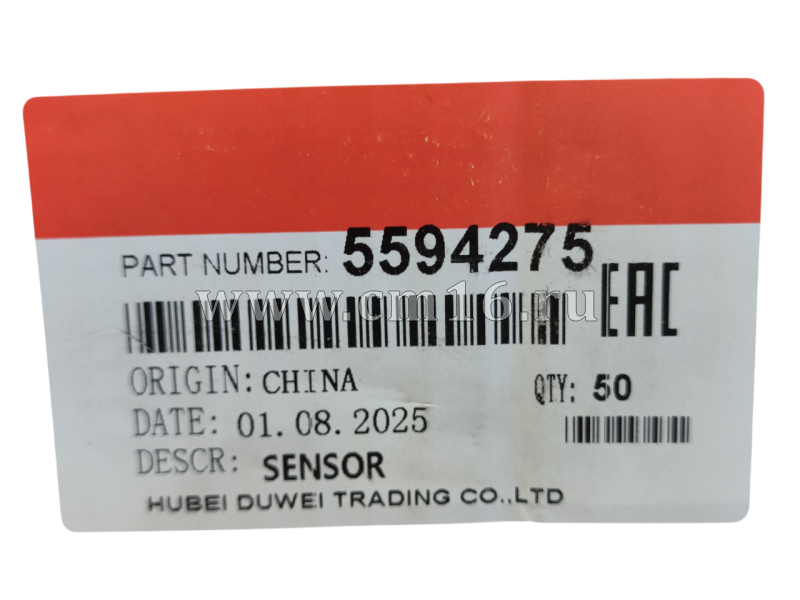 PART NUMBER: 5594275
www.cm16.ru
EAC
ORIGIN: CHINA
QTY: 50
DATE: 01.08.2025
DESCR: SENSOR
HUBEI DUWEI TRADING CO.,LTD